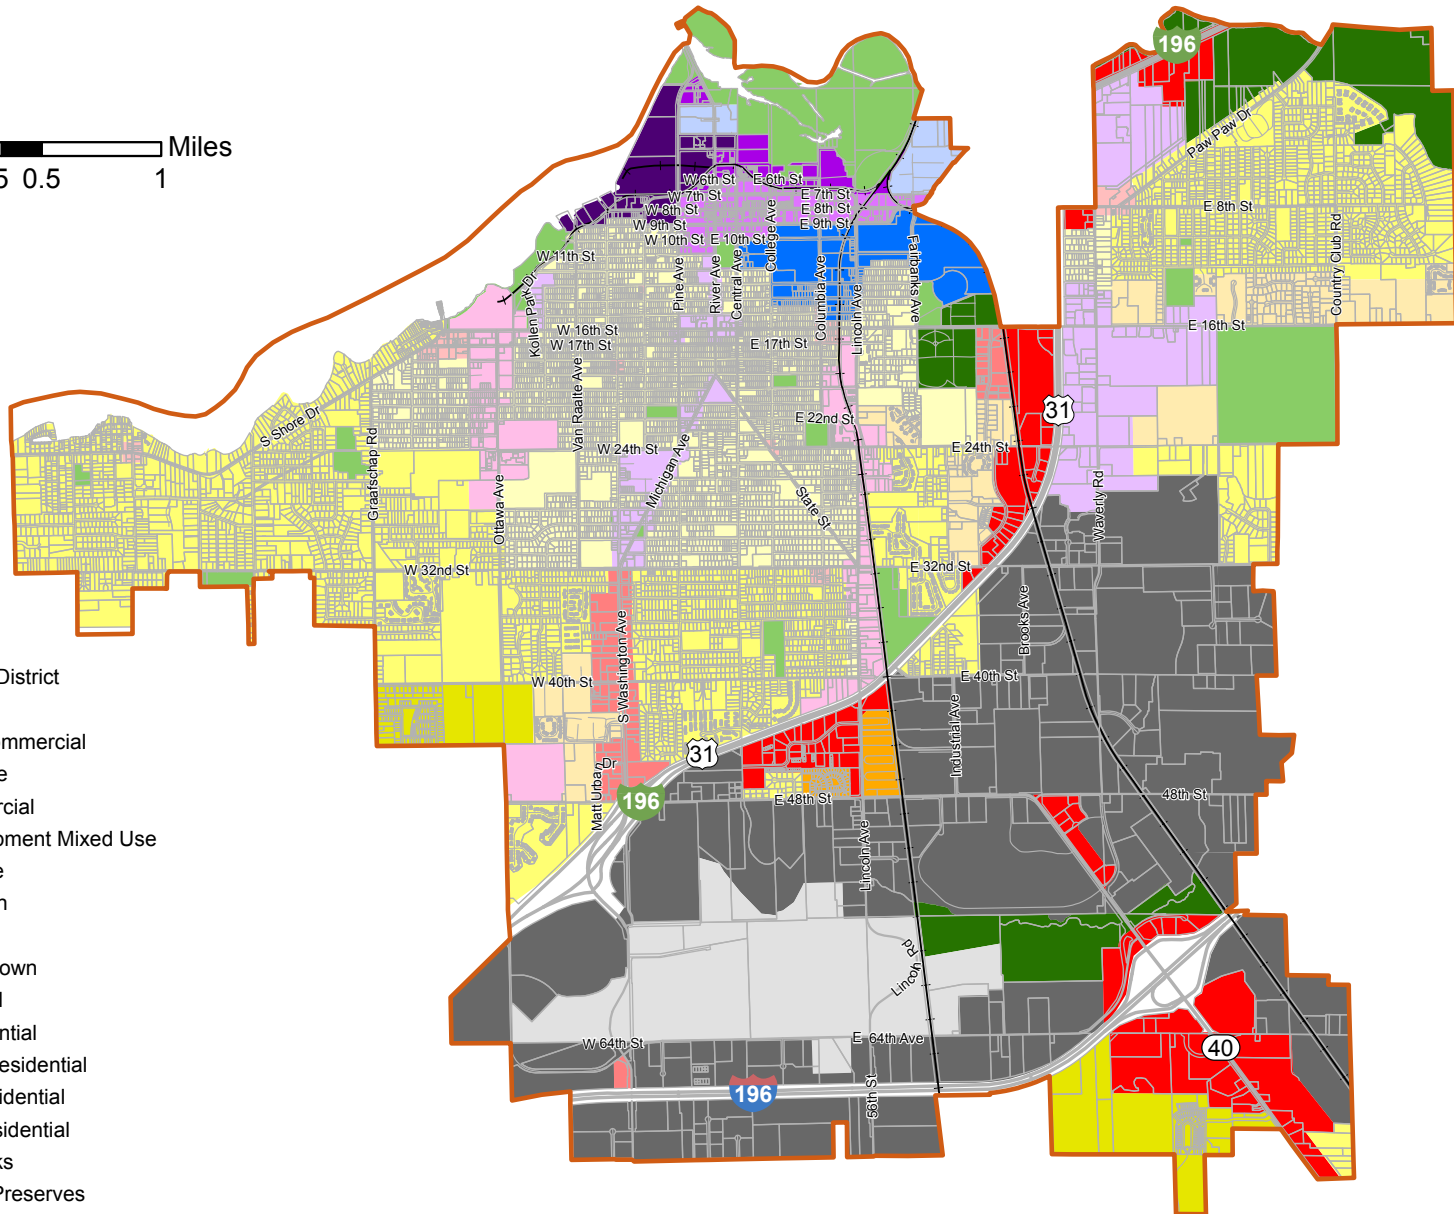 196
Miles
5 0.5 1
Paw Paw Dr
W 6th St E 6th St
W 7th St E 7th St
W 8th St E 8th St
E 8th St
W 9th St E 9th St
W 10th St E 10th St
College Ave
Country Club Rd
W 11th St
Fairbanks Ave
Kollen Park Dr
Pine Ave
River Ave
Central Ave
Columbia Ave
Lincoln Ave
W 16th St
E 16th St
W 17th St
E 17th St
Van Raalte Ave
31
S Shore Dr
E 22nd St
Graafschap Rd
W 24th St
E 24th St
Michigan Ave
Ottawa Ave
State St
Waverly Rd
W 32nd St
E 32nd St
Brooks Ave
S Washington Ave
District
W 40th St
E 40th St
Industrial Ave
ommercial
31
e
Matt Urban Dr
196
E 48th St
48th St
rcial
pment Mixed Use
Lincoln Ave
e
n
Lincoln Rd
own
l
ntial
W 64th St
E 64th Ave
40
esidential
196
idential
56th St
sidential
ks
Preserves